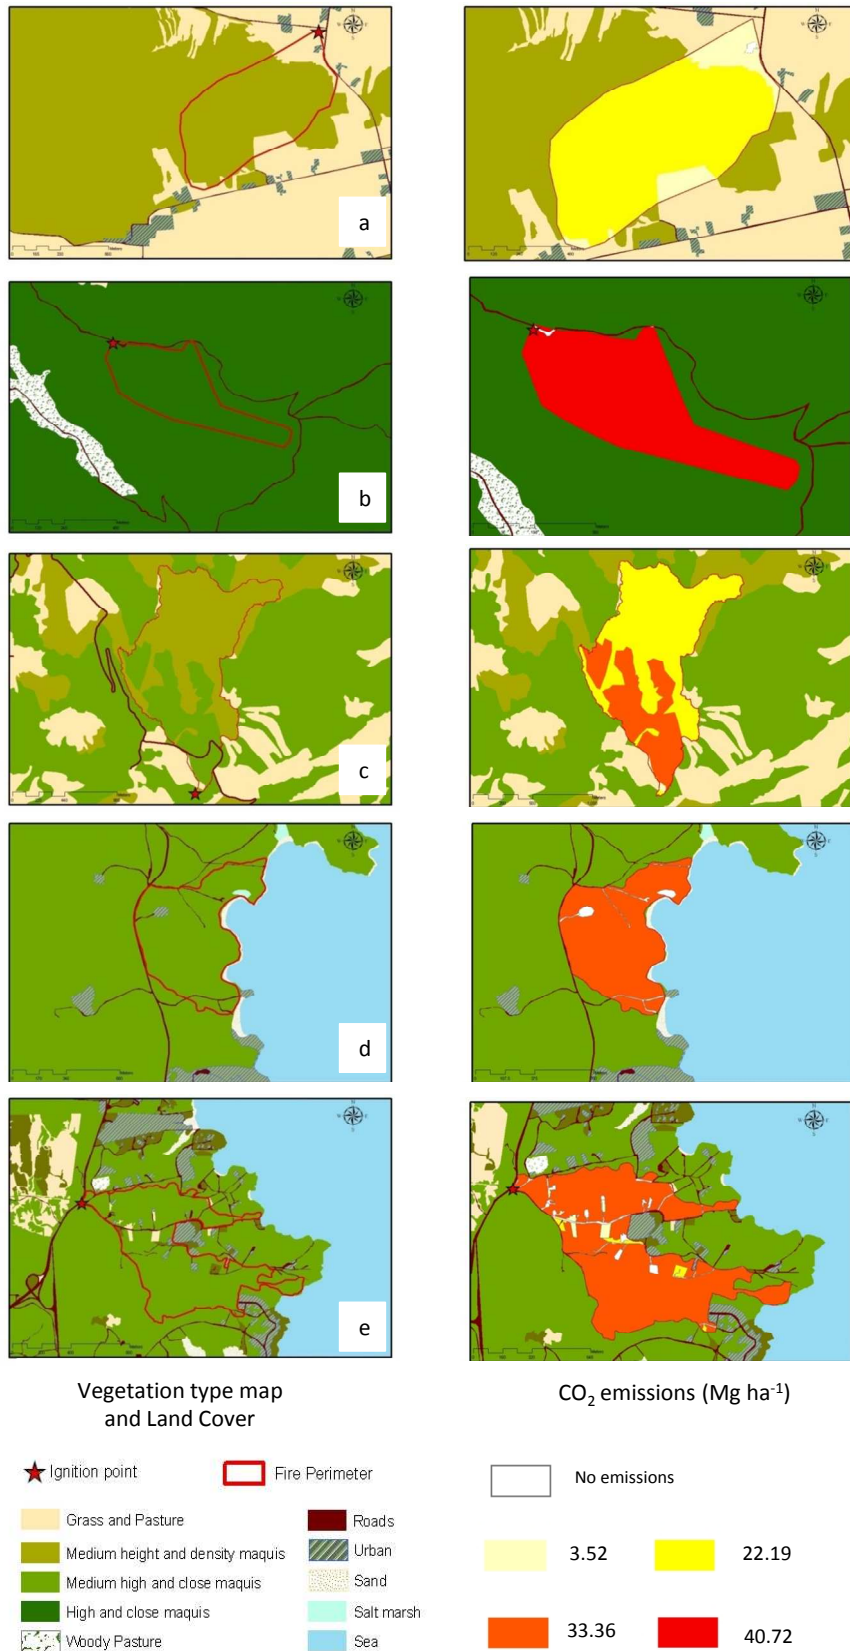 a
b
c
d
e
Vegetation type map
and Land Cover
CO₂ emissions (Mg ha⁻¹)
Ignition point
Fire Perimeter
No emissions
Grass and Pasture
Roads
Medium height and density maquis
Urban
3.52
22.19
Medium high and close maquis
Sand
High and close maquis
Salt marsh
33.36
40.72
Woody Pasture
Sea